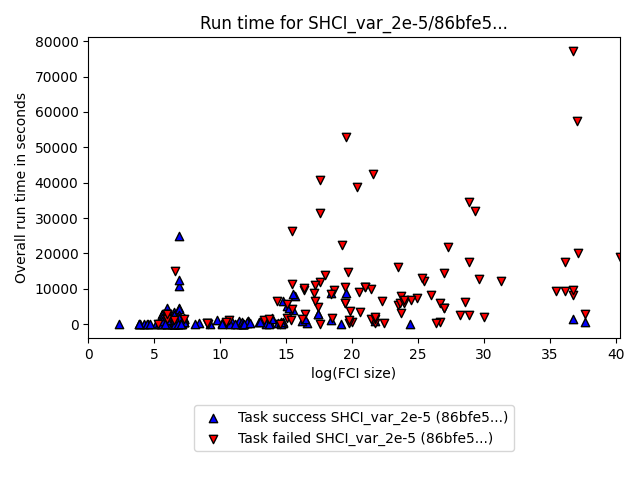 Run time for SHCI_var_2e-5/86bfe5...
Overall run time in seconds
80000
70000
60000
50000
40000
30000
20000
10000
0
0 5 10 15 20 25 30 35 40
log(FCI size)
Task success SHCI_var_2e-5 (86bfe5...)
Task failed SHCI_var_2e-5 (86bfe5...)